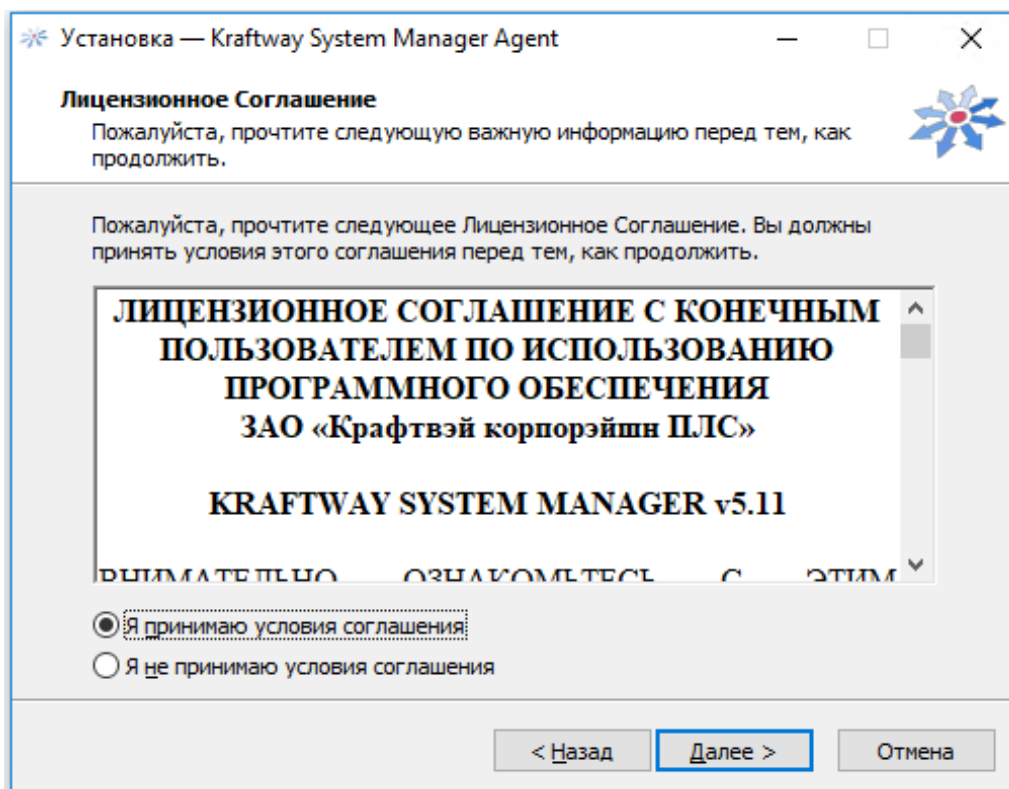 Установка — Kraftway System Manager Agent
Лицензионное Соглашение
Пожалуйста, прочтите следующую важную информацию перед тем, как
продолжить.
Пожалуйста, прочтите следующее Лицензионное Соглашение. Вы должны
принять условия этого соглашения перед тем, как продолжить.
ЛИЦЕНЗИОННОЕ СОГЛАШЕНИЕ С КОНЕЧНЫМ
ПОЛЬЗОВАТЕЛЕМ ПО ИСПОЛЬЗОВАНИЮ
ПРОГРАММНОГО ОБЕСПЕЧЕНИЯ
ЗАО «Крафтвэй корпорэйшн ПЛС»
KRAFTWAY SYSTEM MANAGER v5.11
ВНИМАТЕЛЬНО ОЗНАКОМЬТЕСЬ С ЭТИМ
Я принимаю условия соглашения
Я не принимаю условия соглашения
< Назад Далее > Отмена